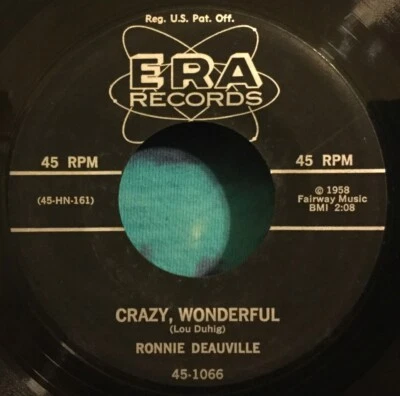 Reg. U.S. Pat. Off.
ERA
RECORDS
45 RPM
45 RPM
(45-HN-161)
© 1958
Fairway Music
BMI 2:08
CRAZY, WONDERFUL
(Lou Duhig)
RONNIE DEAUVILLE
45-1066